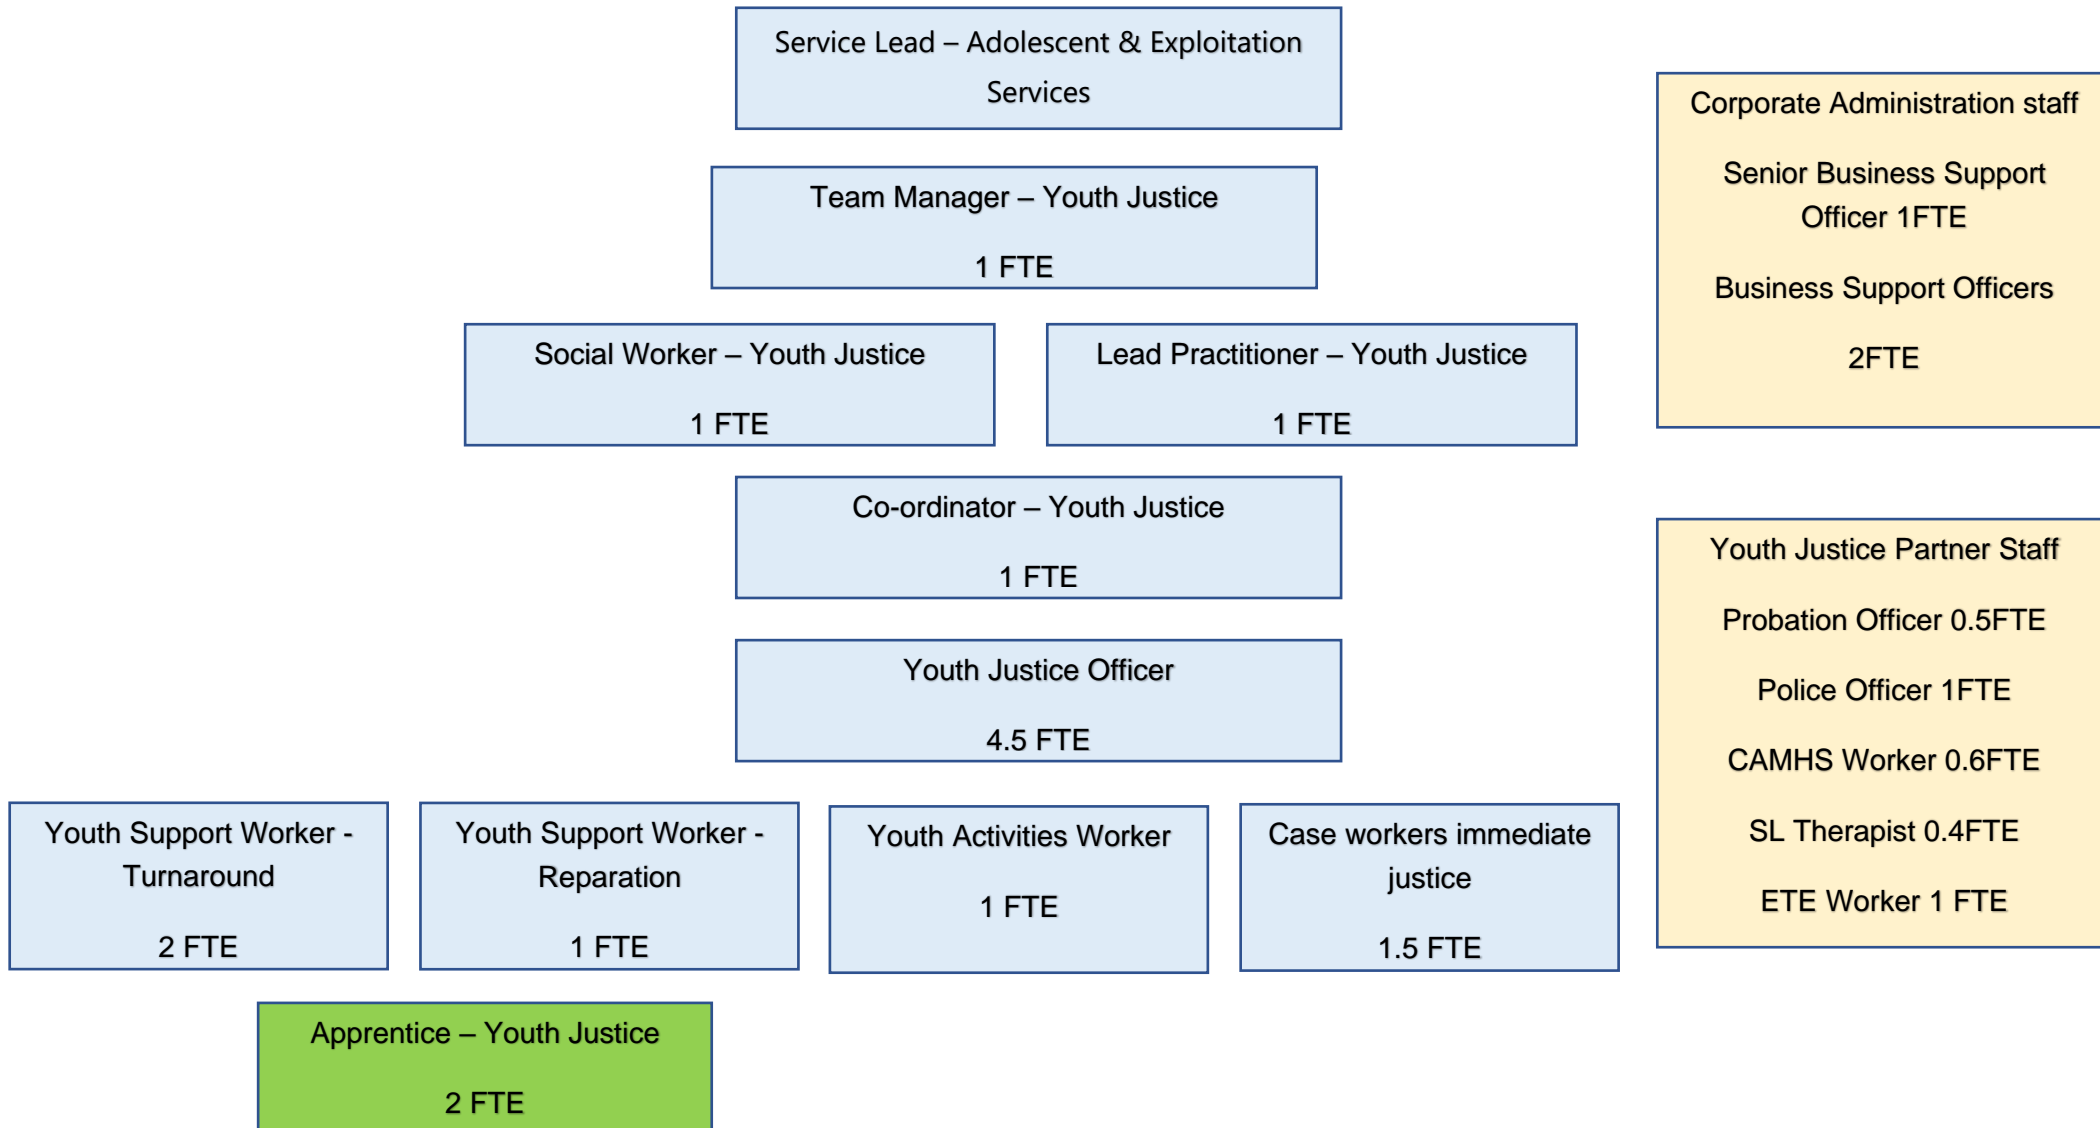 Service Lead – Adolescent & Exploitation
Services
Team Manager – Youth Justice
1 FTE
Social Worker – Youth Justice
1 FTE
Lead Practitioner – Youth Justice
1 FTE
Co-ordinator – Youth Justice
1 FTE
Youth Justice Officer
4.5 FTE
Youth Support Worker -
Turnaround
2 FTE
Youth Support Worker -
Reparation
1 FTE
Youth Activities Worker
1 FTE
Case workers immediate
justice
1.5 FTE
Apprentice – Youth Justice
2 FTE
Corporate Administration staff
Senior Business Support
Officer 1FTE
Business Support Officers
2FTE
Youth Justice Partner Staff
Probation Officer 0.5FTE
Police Officer 1FTE
CAMHS Worker 0.6FTE
SL Therapist 0.4FTE
ETE Worker 1 FTE